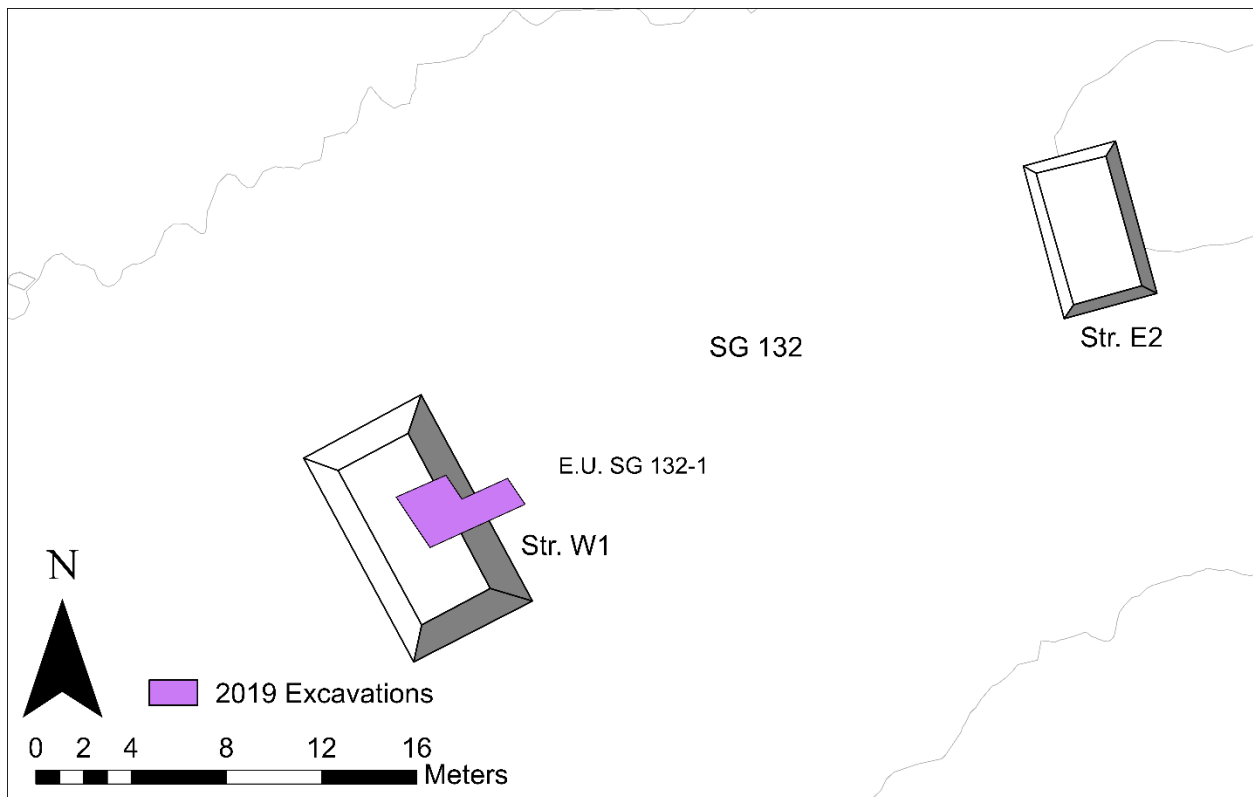 SG 132
Str. E2
E.U. SG 132-1
Str. W1
N
2019 Excavations
0 2 4 8 12 16
Meters